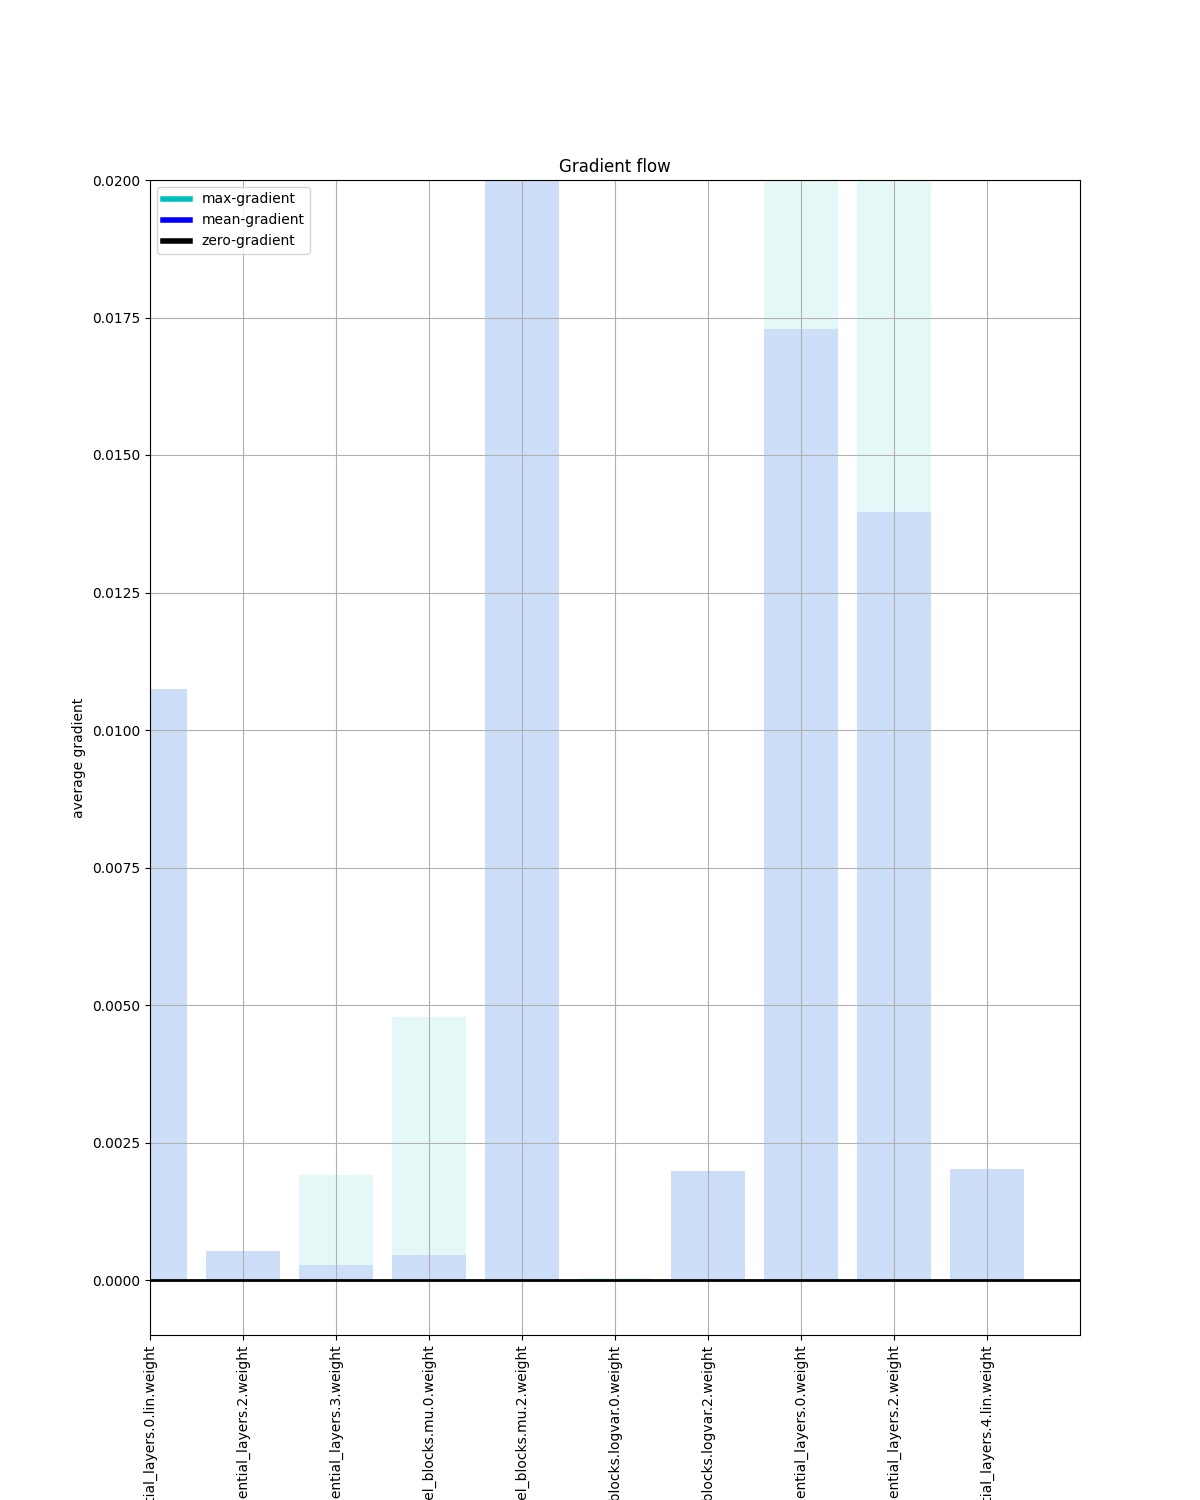 Gradient flow
max-gradient
mean-gradient
zero-gradient
0.0200
0.0175
0.0150
0.0125
0.0100
0.0075
0.0050
0.0025
0.0000
average gradient
tial_layers.0.lin.weight
ential_layers.2.weight
ential_layers.3.weight
el_blocks.mu.0.weight
el_blocks.mu.2.weight
blocks.logvar.0.weight
blocks.logvar.2.weight
ential_layers.0.weight
ential_layers.2.weight
tial_layers.4.lin.weight